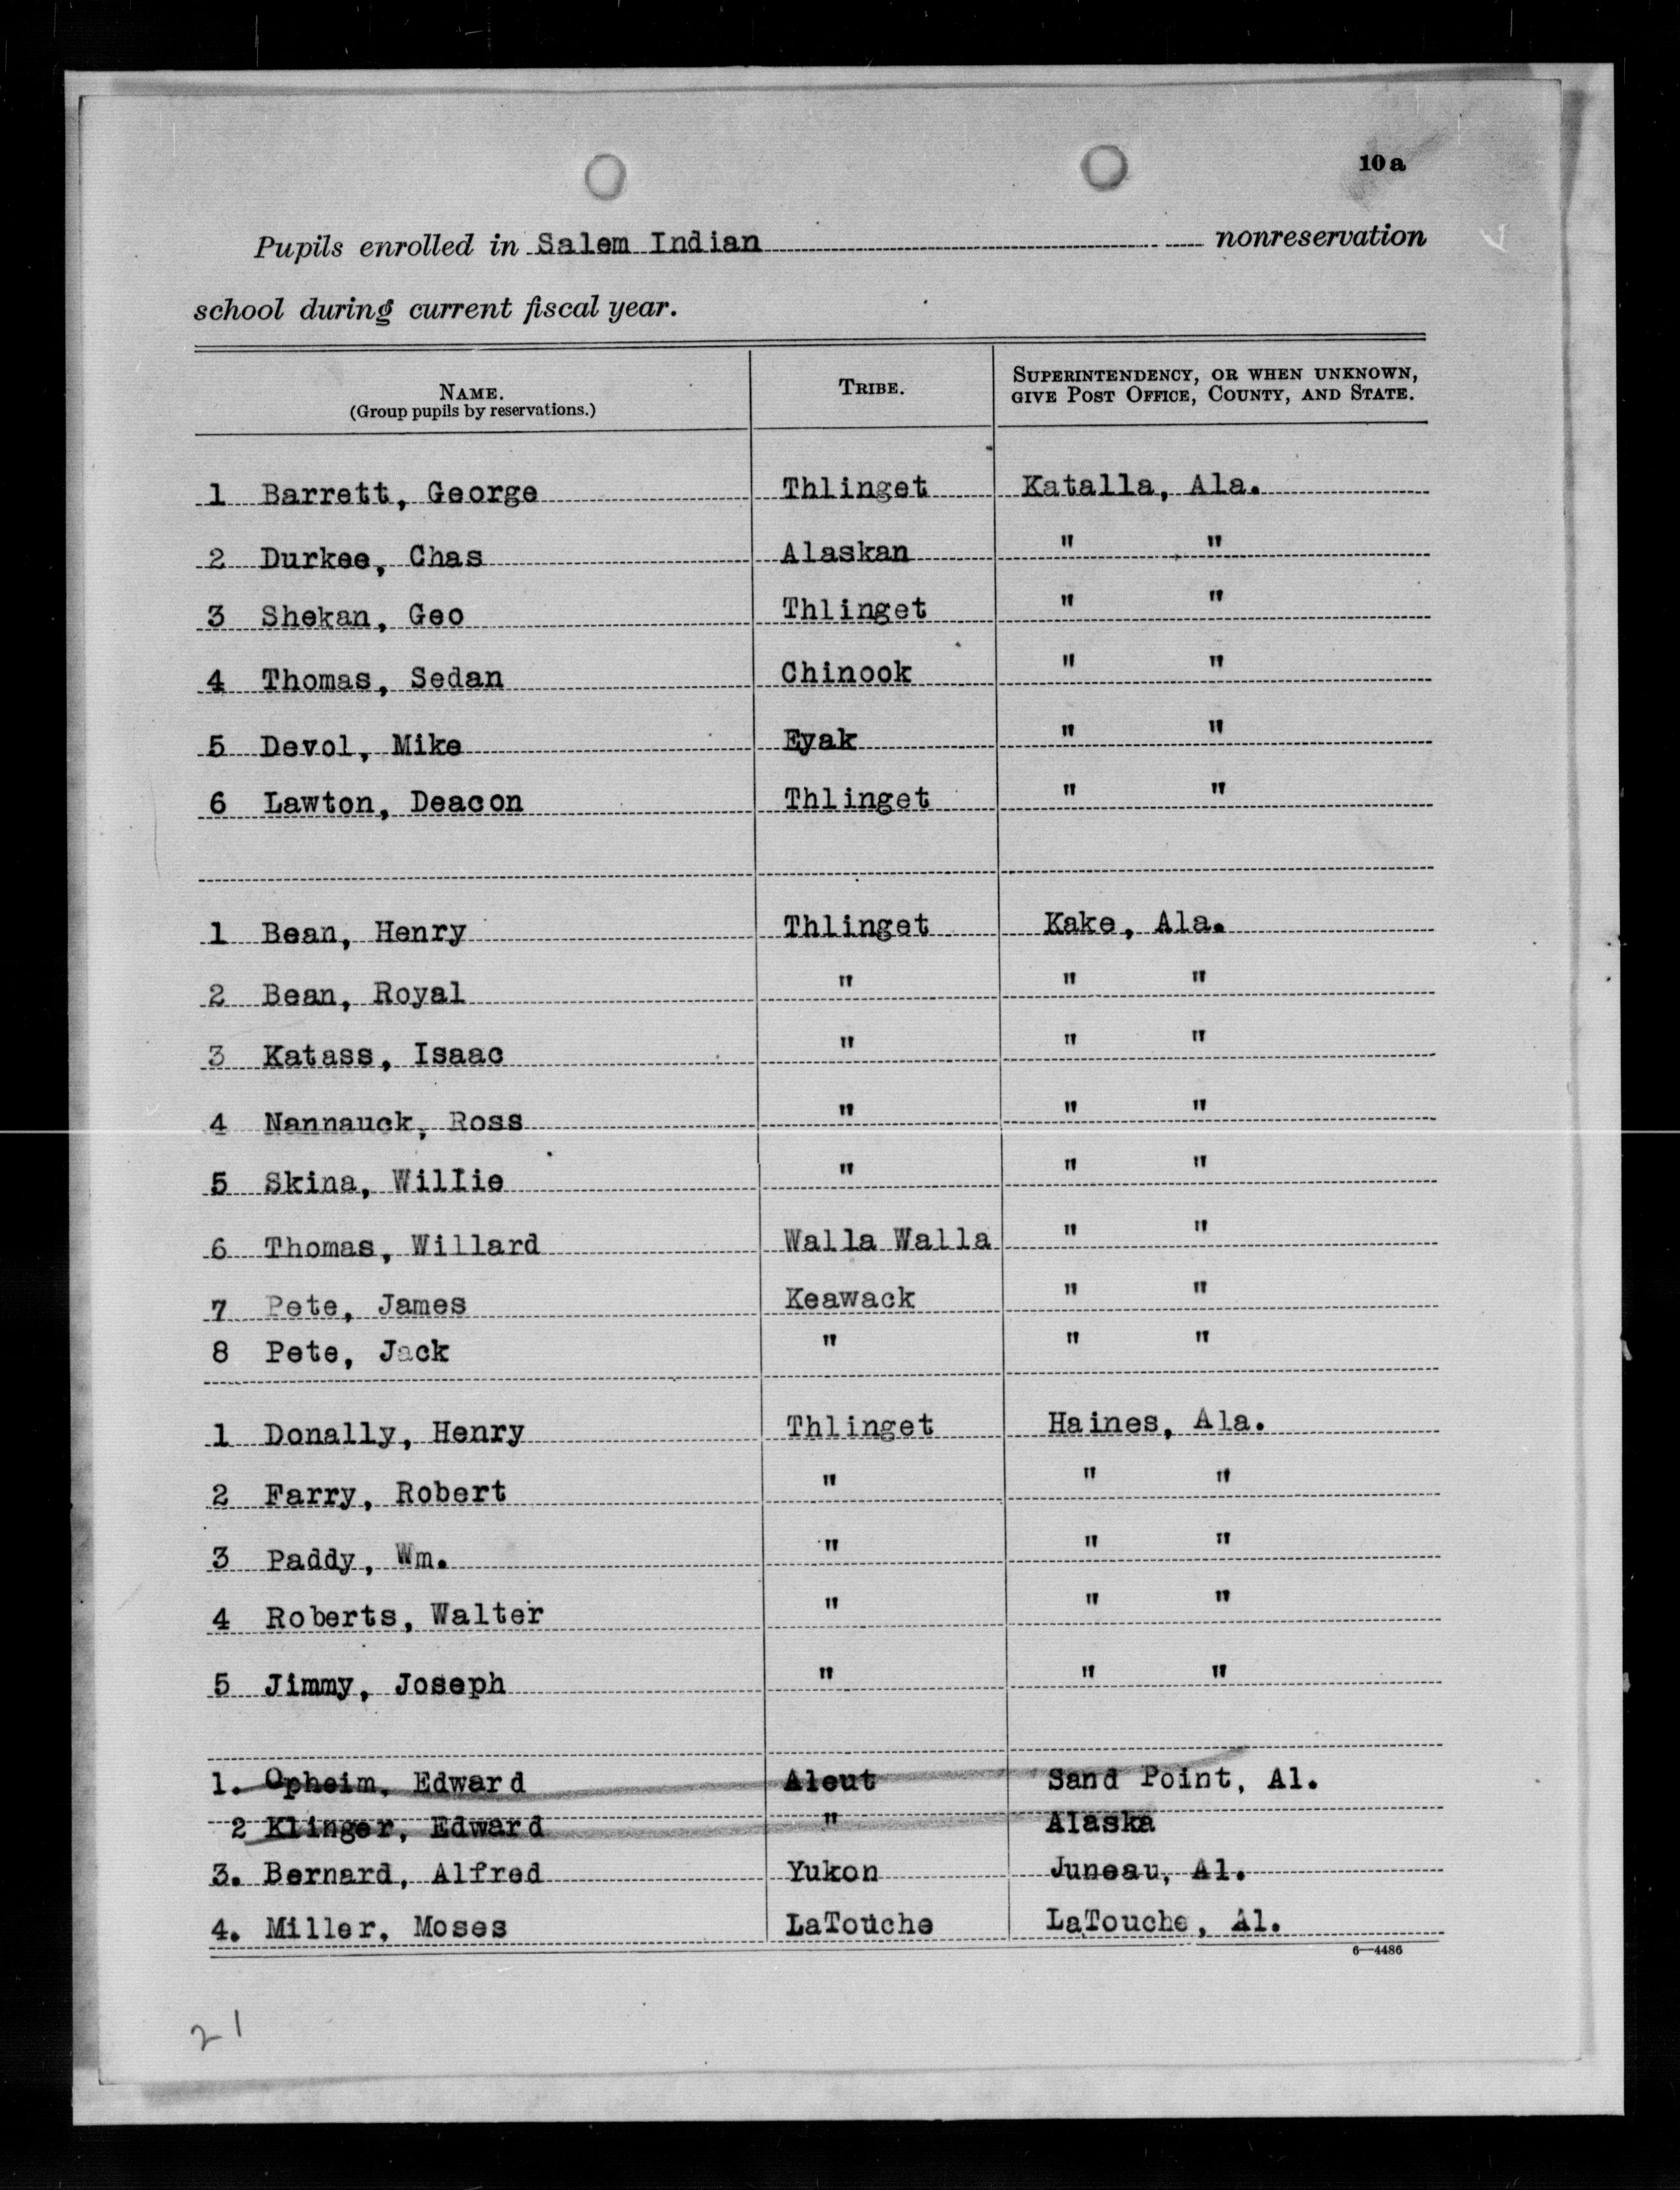 10 a
Pupils enrolled in Salem Indian nonreservation
school during current fiscal year.
NAME. TRIBE. SUPERINTENDENCY, OR WHEN UNKNOWN,
(Group pupils by reservations.) GIVE POST OFFICE, COUNTY, AND STATE.
1 Barrett, George Thlinget Katalla, Ala.
2 Durkee, Chas Alaskan " "
3 Shekan, Geo Thlinget " "
4 Thomas, Sedan Chinook " "
5 Devol, Mike Eyak " "
6 Lawton, Deacon Thlinget " "
1 Bean, Henry Thlinget Kake, Ala.
2 Bean, Royal " " "
3 Katass, Isaac " " "
4 Nannauck, Ross " " "
5 Skina, Willie " " "
6 Thomas, Willard Walla Walla " "
7 Pete, James Keawack " "
8 Pete, Jack " " "
1 Donally, Henry Thlinget Haines, Ala.
2 Farry, Robert " " "
3 Paddy, Wm. " " "
4 Roberts, Walter " " "
5 Jimmy, Joseph " " "
1. Opheim, Edward Aleut Sand Point, Al.
2 Klinger, Edward " Alaska
3. Bernard, Alfred Yukon Juneau, Al.
4. Miller, Moses LaTouche LaTouche, Al.
6—4486
21